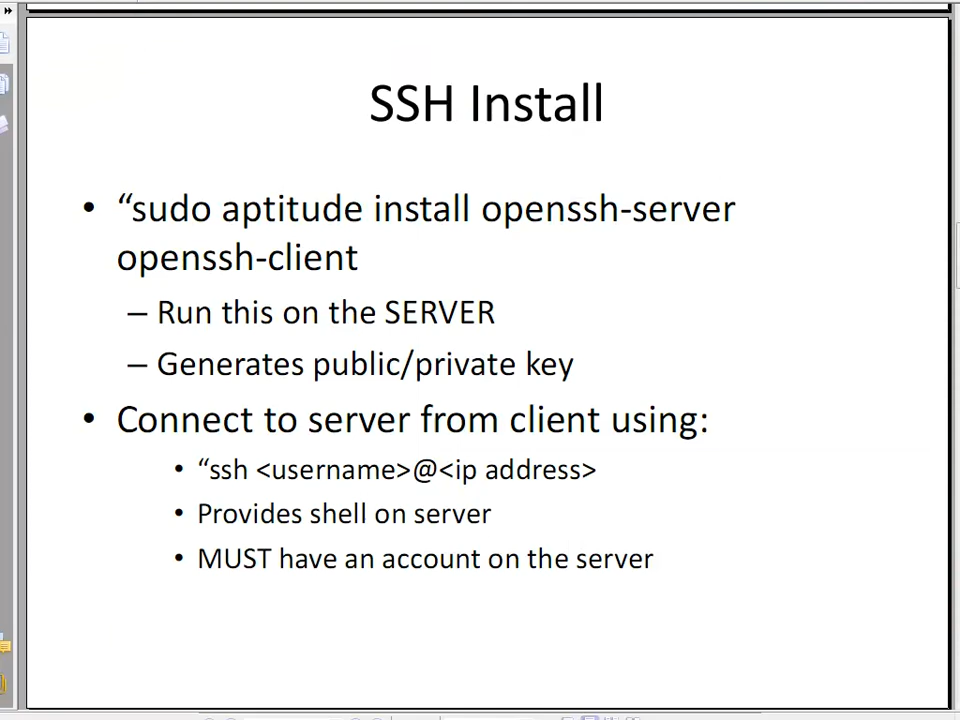 SSH Install
• “sudo aptitude install openssh-server
openssh-client
– Run this on the SERVER
– Generates public/private key
• Connect to server from client using:
• “ssh <username>@<ip address>
• Provides shell on server
• MUST have an account on the server